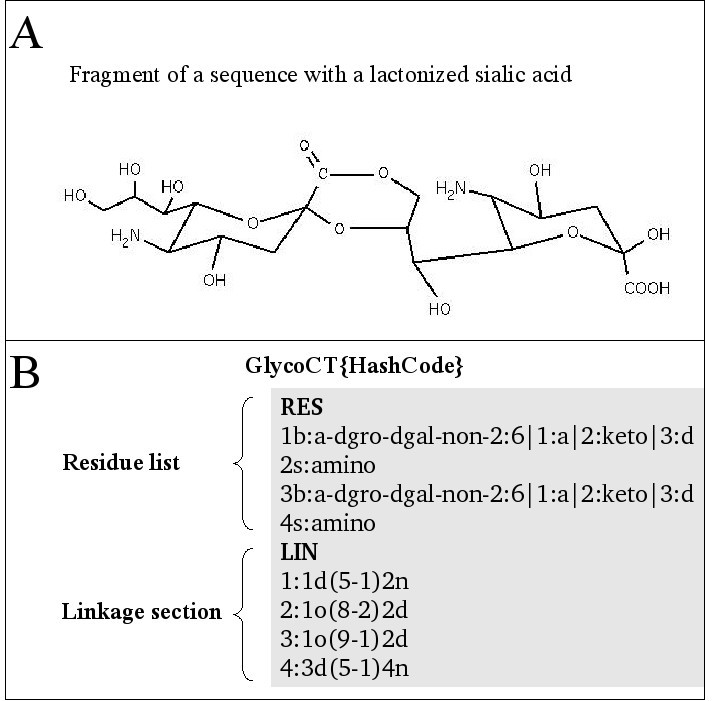 A
Fragment of a sequence with a lactonized sialic acid
O
C
O
HO
HO
HO
O
H₂N
OH
O
H₂N
OH
O
OH
COOH
HO
B
GlycoCT{HashCode}
Residue list
RES
1b:a-dgro-dgal-non-2:6|1:a|2:keto|3:d
2s:amino
3b:a-dgro-dgal-non-2:6|1:a|2:keto|3:d
4s:amino
Linkage section
LIN
1:1d(5-1)2n
2:1o(8-2)2d
3:1o(9-1)2d
4:3d(5-1)4n